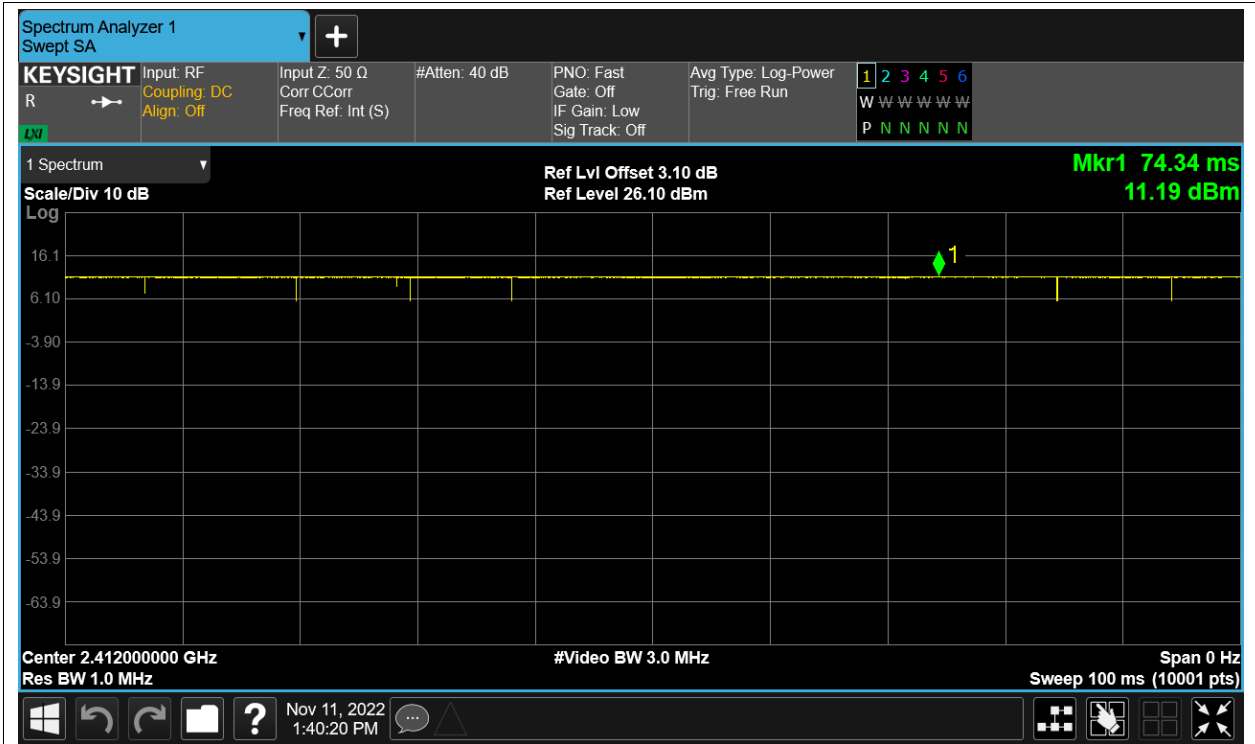 Spectrum Analyzer 1
Swept SA
KEYSIGHT
R
LXI
Input: RF
Coupling: DC
Align: Off
Input Z: 50 Ω
Corr CCorr
Freq Ref: Int (S)
#Atten: 40 dB
PNO: Fast
Gate: Off
IF Gain: Low
Sig Track: Off
Avg Type: Log-Power
Trig: Free Run
1 2 3 4 5 6
W W W W W W
P N N N N N
1 Spectrum
Scale/Div 10 dB
Log
Ref Lvl Offset 3.10 dB
Ref Level 26.10 dBm
Mkr1 74.34 ms
11.19 dBm
1
16.1
6.10
-3.90
-13.9
-23.9
-33.9
-43.9
-53.9
-63.9
Center 2.412000000 GHz
#Video BW 3.0 MHz
Span 0 Hz
Res BW 1.0 MHz
Sweep 100 ms (10001 pts)
?
Nov 11, 2022
1:40:20 PM